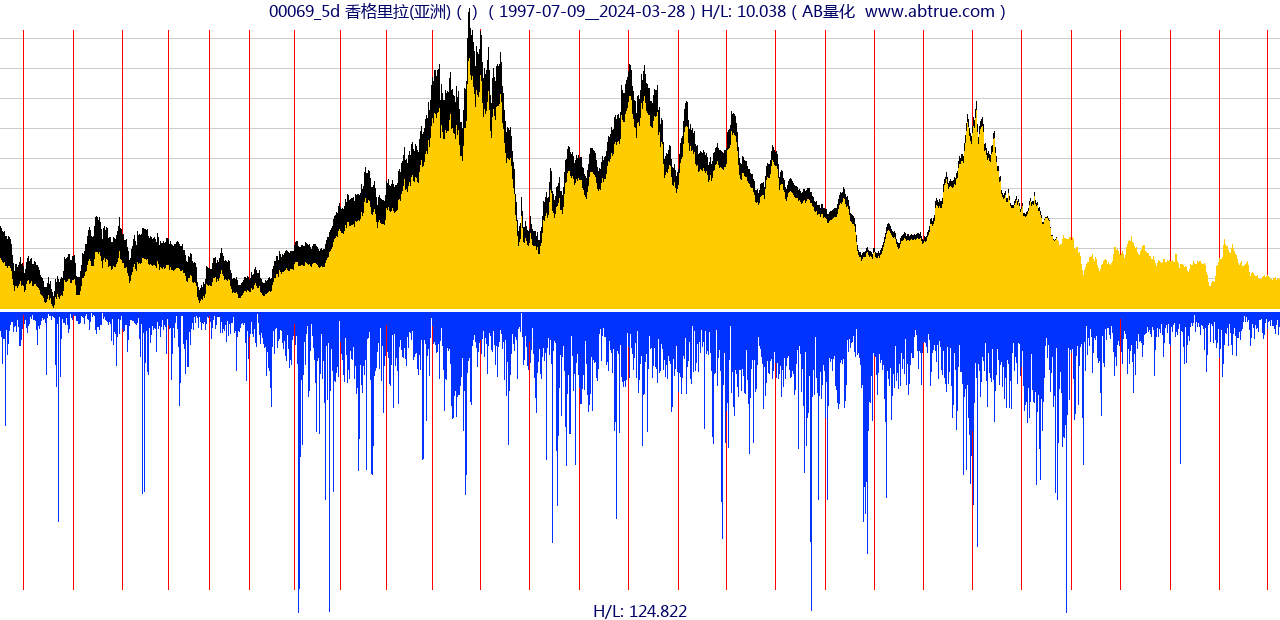 00069_5d 香格里拉(亚洲) ( ; ) ( 1997-07-09__2024-03-28 ) H/L: 10.038 ( AB量化 www.abtrue.com )
H/L: 124.822